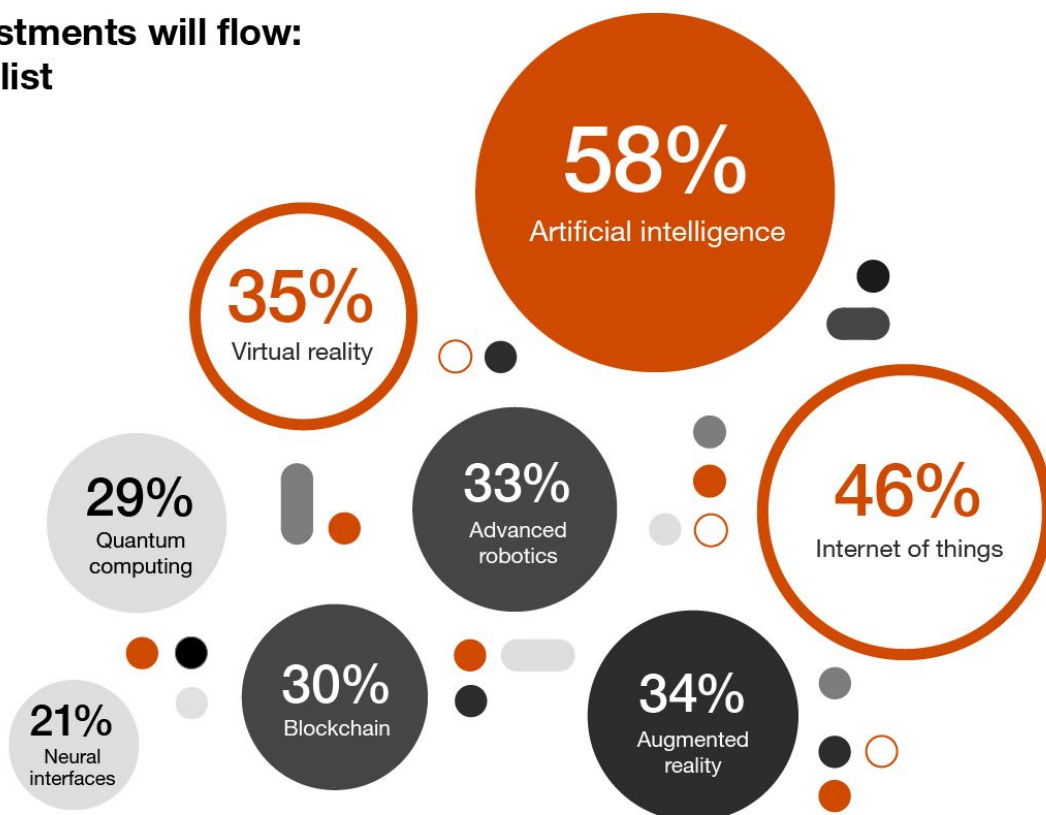 stments will flow:
list
58%
Artificial intelligence
35%
Virtual reality
46%
Internet of things
33%
Advanced
robotics
29%
Quantum
computing
30%
Blockchain
34%
Augmented
reality
21%
Neural
interfaces